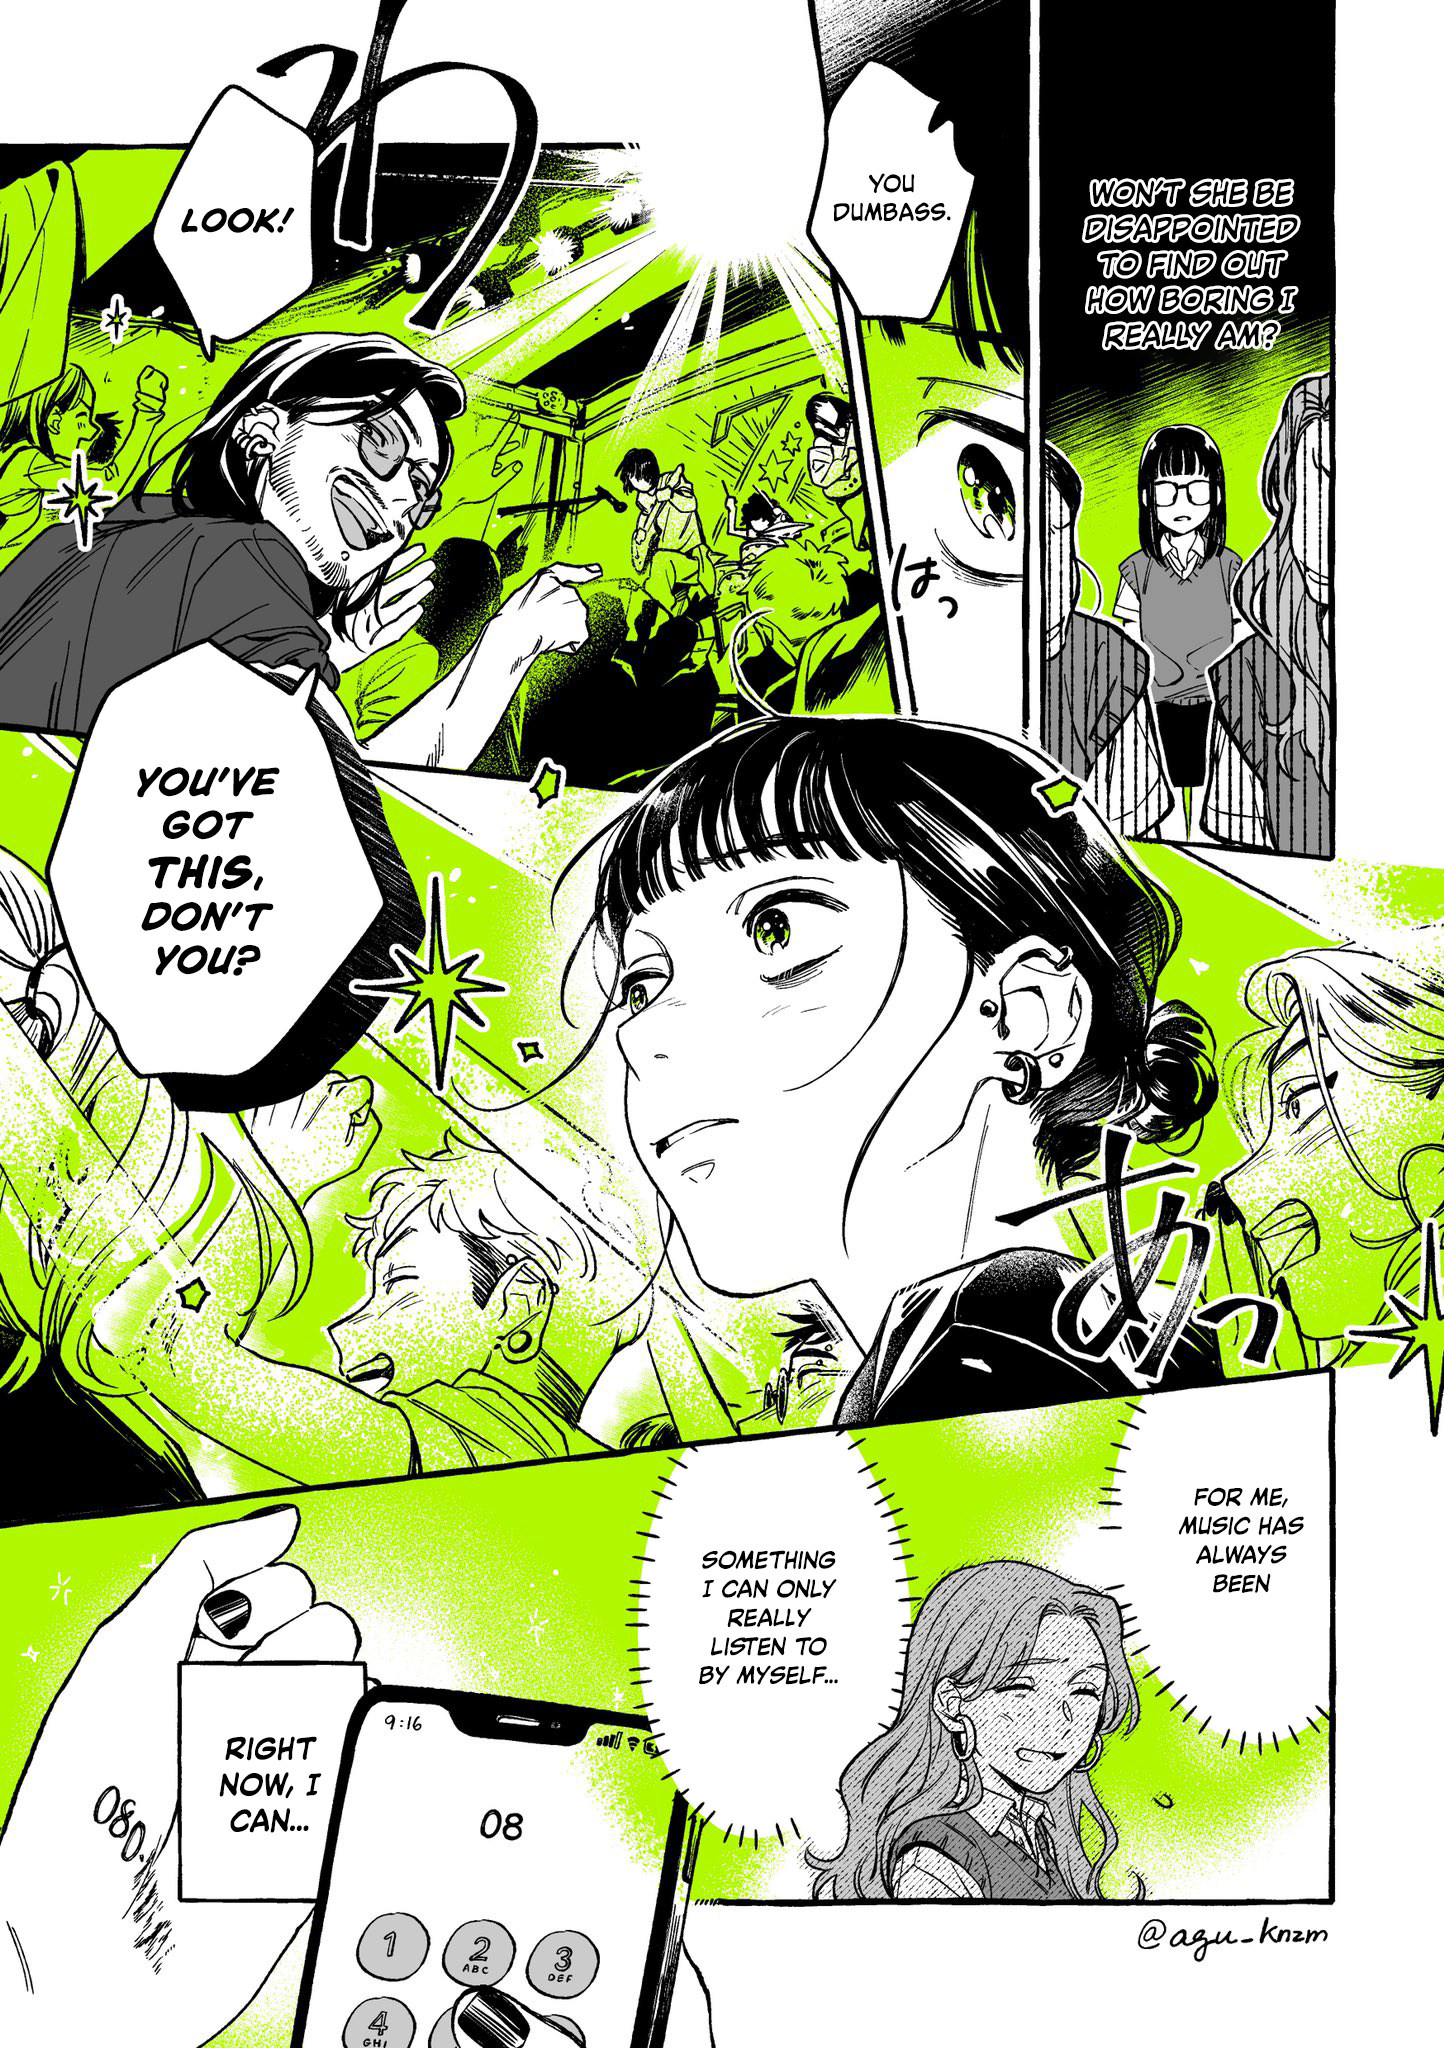 WON'T SHE BE
DISAPPOINTED
TO FIND OUT
HOW BORING I
REALLY AM?
YOU
DUMBASS.
はっ
わ
LOOK!
YOU'VE
GOT
THIS,
DON'T
YOU?
あっ
FOR ME,
MUSIC HAS
ALWAYS
BEEN
SOMETHING
I CAN ONLY
REALLY
LISTEN TO
BY MYSELF...
RIGHT
NOW, I
CAN...
080.
9:16
08
1
2
ABC
3
DEF
4
GHI
@agu_knzm